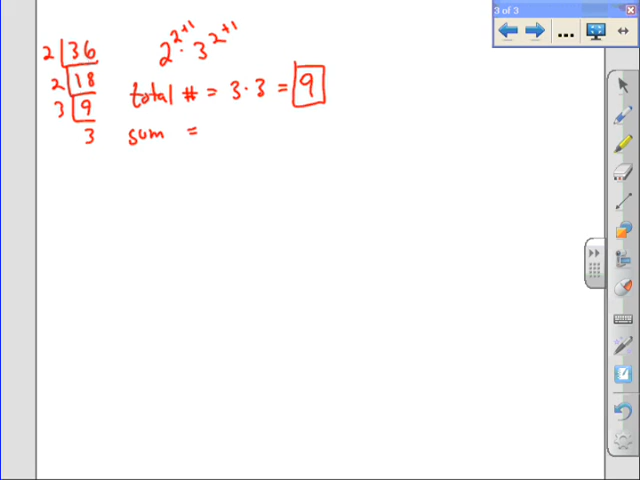 3 of 3
2 | 36   2^2+1 · 3^2+1
2 | 18   total # = 3 · 3 = 9
3 | 9
3   sum =